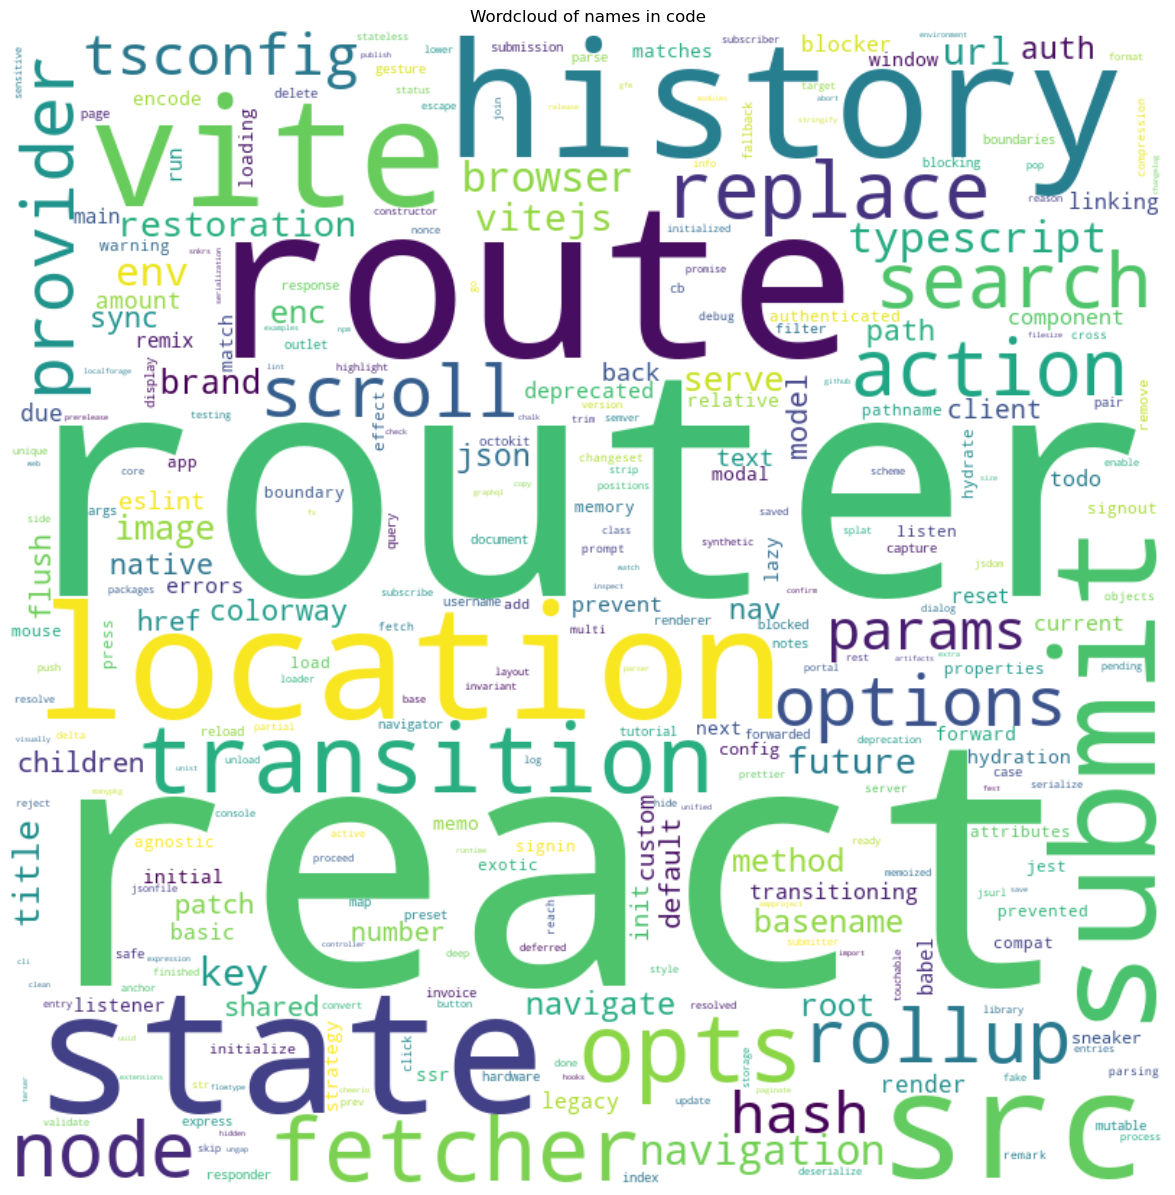 Wordcloud of names in code
tsconfig
history
vite
route
router
react
location
state
transition
submit
src
fetcher
opts
rollup
hash
node
navigation
options
params
action
search
replace
provider
scroll
typescript
browser
vitejs
restoration
url
auth
blocker
window
matches
submission
parse
subscriber
environment
format
stateless
publish
lower
gesture
status
escape
delete
encode
page
loading
run
sensitive
join
release
gfm
modules
target
abort
stringify
fallback
info
boundaries
blocking
pop
compression
changelog
reason
linking
main
warning
constructor
nonce
initialized
snkrs
serialization
env
amount
sync
enc
response
examples
npm
outlet
remix
match
go
promise
cb
debug
authenticated
filter
path
component
filesize
cross
localforage
display
brand
lint
highlight
back
deprecated
serve
relative
model
github
pathname
client
pair
remove
due
prerelease
testing
effect
chalk
check
version
trim
semver
octokit
json
changeset
strip
text
positions
modal
unique
web
core
app
args
eslint
image
boundary
fs
query
graphql
copy
document
memory
class
prompt
saved
synthetic
splat
scheme
listen
capture
hydrate
size
todo
enable
signout
side
flush
native
errors
packages
match
inspect
lazy
confirm
jsdom
reset
dialog
objects
subscribe
username
add
prevent
renderer
nav
blocked
notes
href
colorway
mouse
press
fetch
multi
current
push
load
loader
layout
invariant
base
parser
portal
rest
artifacts
extra
properties
pending
resolve
visually
delta
reload
partial
navigator
tutorial
next
forwarded
config
deprecation
forward
children
unist
unload
log
prettier
future
server
hydration
case
serialize
manypkg
reject
console
hide
unified
fest
title
agnostic
active
memo
runtime
signin
exotic
custom
default
method
ready
attributes
memoized
jest
initial
jsonfile
proceed
map
transitioning
jsurl
save
patch
basic
number
preset
reach
init
basename
prevented
safe
expression
controller
deep
deferred
submitter
import
compat
cli
clean
finished
anchor
key
style
touchable
babel
entry
listener
shared
convert
invoice
button
navigate
resolved
root
library
sneaker
entries
uuid
initialize
strategy
click
ssr
hardware
done
hooks
storage
fake
parsing
terser
extensions
str
flowtype
cheerio
prev
legacy
update
paginate
render
validate
express
hidden
skip
ungap
responder
index
deserialize
remark
mutable
process